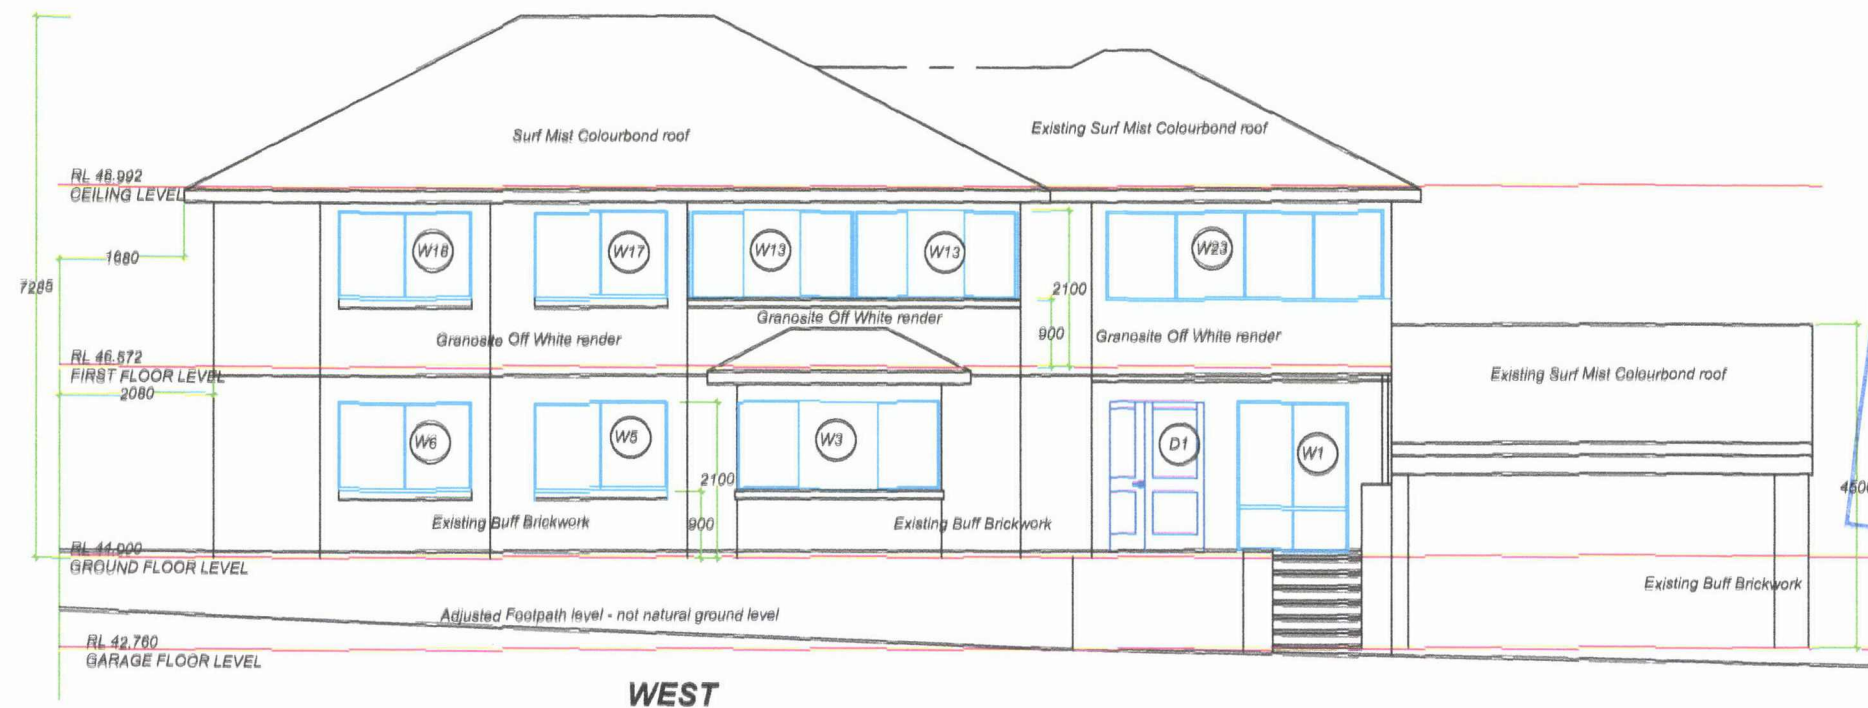 Surf Mist Colourbond roof
Existing Surf Mist Colourbond roof
RL 48.992
CEILING LEVEL
W18
W17
W13
W13
W23
1680
2100
900
Granosite Off White render
Granosite Off White render
Granosite Off White render
RL 46.572
FIRST FLOOR LEVEL
2080
Existing Surf Mist Colourbond roof
W6
W5
W3
D1
W1
2100
900
4500
Existing Buff Brickwork
Existing Buff Brickwork
RL 44.000
GROUND FLOOR LEVEL
Existing Buff Brickwork
Adjusted Footpath level - not natural ground level
RL 42.760
GARAGE FLOOR LEVEL
WEST